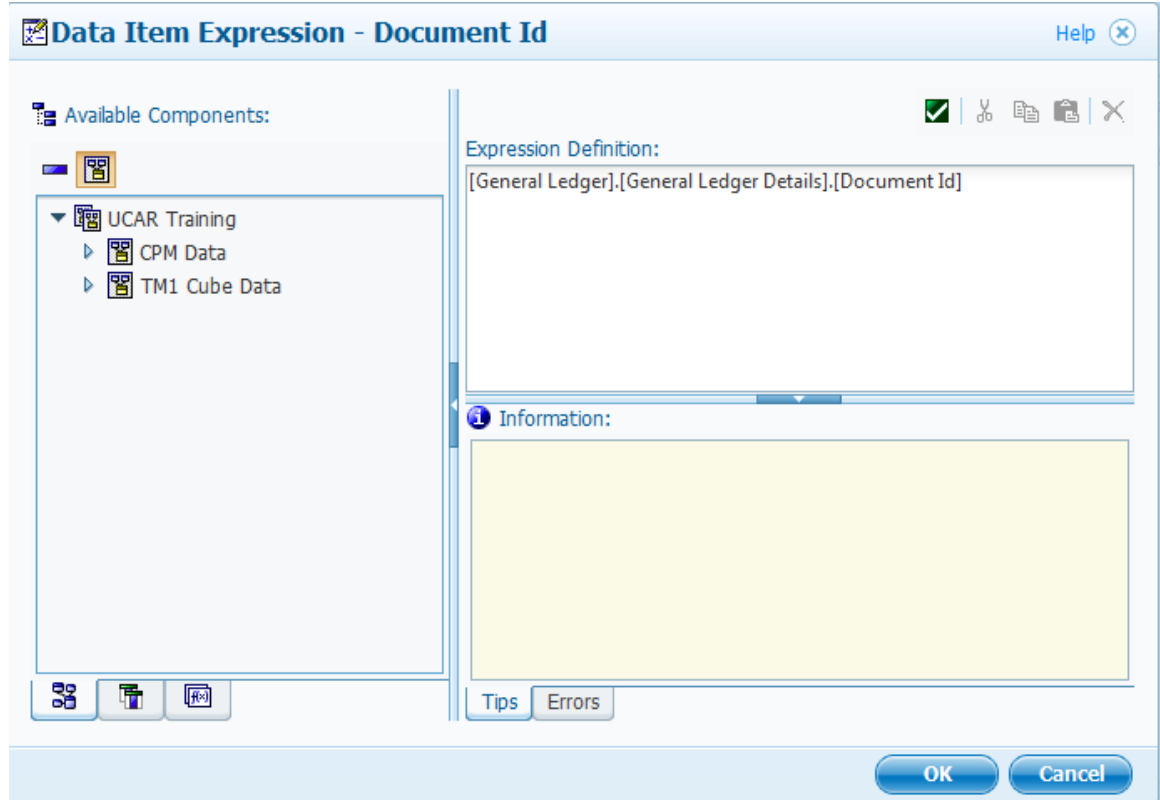 Data Item Expression - Document Id
Help
Available Components:
UCAR Training
CPM Data
TM1 Cube Data
Expression Definition:
[General Ledger].[General Ledger Details].[Document Id]
Information:
Tips
Errors
OK
Cancel